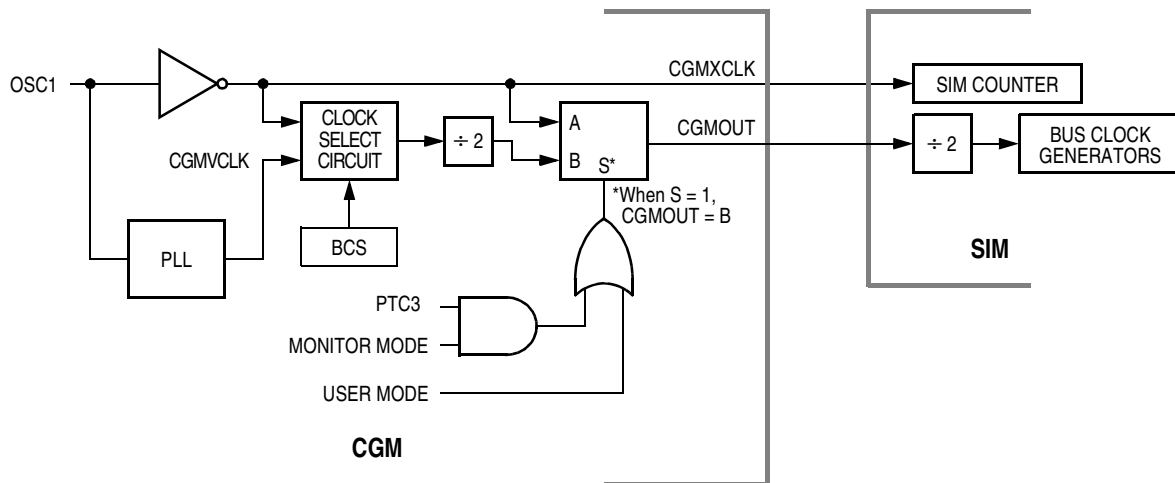 OSC1
CGMXCLK
SIM COUNTER
CLOCK
SELECT
CIRCUIT
÷ 2
A
B
S*
CGMOUT
÷ 2
BUS CLOCK
GENERATORS
CGMVCLK
*When S = 1,
CGMOUT = B
PLL
BCS
SIM
PTC3
MONITOR MODE
USER MODE
CGM